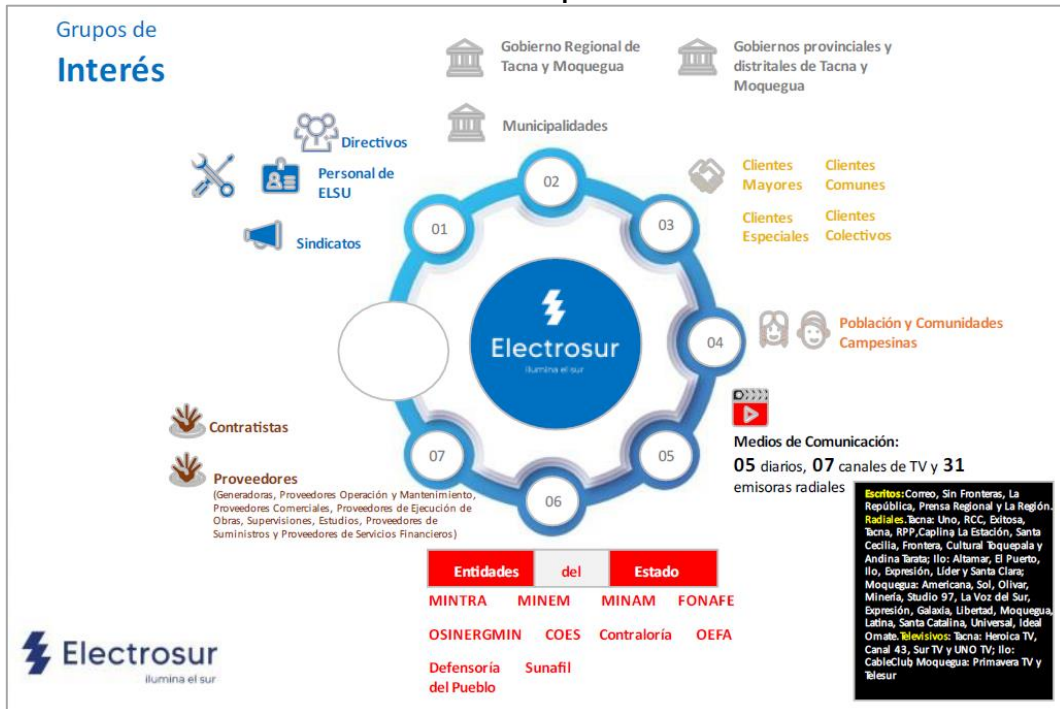 Grupos de
Interés
Gobierno Regional de
Tacna y Moquegua
Gobiernos provinciales y
distritales de Tacna y
Moquegua
Municipalidades
Directivos
Personal de
ELSU
Sindicatos
Clientes
Mayores
Clientes
Comunes
Clientes
Especiales
Clientes
Colectivos
01
02
03
04
05
06
07
Electrosur
ilumina el sur
Población y Comunidades
Campesinas
Medios de Comunicación:
05 diarios, 07 canales de TV y 31
emisoras radiales
Escritos:Correo, Sin Fronteras, La
República, Prensa Regional y La Región.
Radiales.Tacna: Uno, RCC, Exitosa,
Tacna, RPP,Caplina La Estación, Santa
Cecilia, Frontera, Cultural Toquepala y
Andina Tarata; Ilo: Altamar, El Puerto,
Ilo, Expresión, Líder y Santa Clara;
Moquegua: Americana, Sol, Olivar,
Minería, Studio 97, La Voz del Sur,
Expresión, Galaxia, Libertad, Moquegua,
Latina, Santa Catalina, Universal, Ideal
Omate.Televisivos: Tacna: Heroica TV,
Canal 43, Sur TV y UNO TV; Ilo:
CableClub, Moquegua: Primavera TV y
Telesur
Contratistas
Proveedores
(Generadoras, Proveedores Operación y Mantenimiento,
Proveedores Comerciales, Proveedores de Ejecución de
Obras, Supervisiones, Estudios, Proveedores de
Suministros y Proveedores de Servicios Financieros)
Entidades del Estado
MINTRA MINEM MINAM FONAFE
OSINERGMIN COES Contraloría OEFA
Defensoría
del Pueblo
Sunafil
Electrosur
ilumina el sur